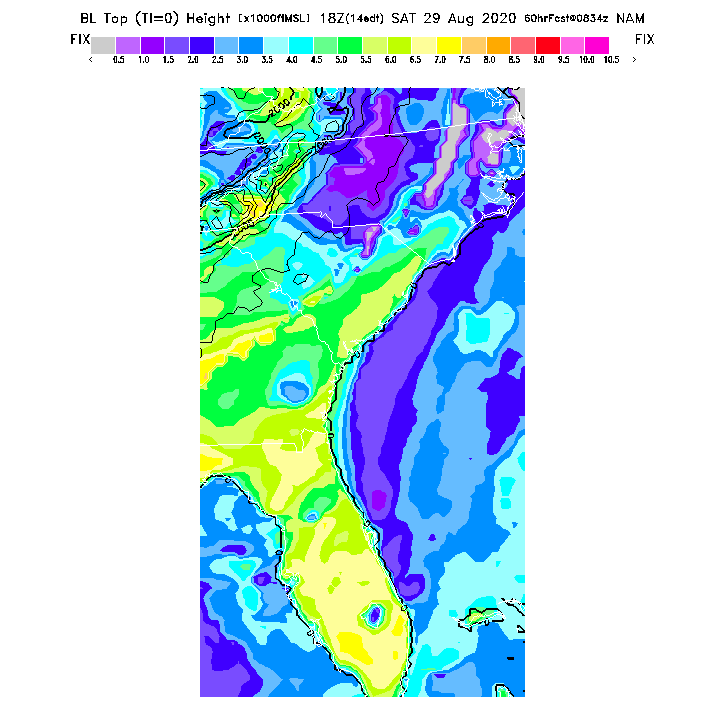 BL Top (TI=0) Height [x1000ftMSL] 18Z(14edt) SAT 29 Aug 2020 60hrFcst@0834z NAM
FIX FIX
< 0.5 1.0 1.5 2.0 2.5 3.0 3.5 4.0 4.5 5.0 5.5 6.0 6.5 7.0 7.5 8.0 8.5 9.0 9.5 10.0 10.5 >
2000
2000